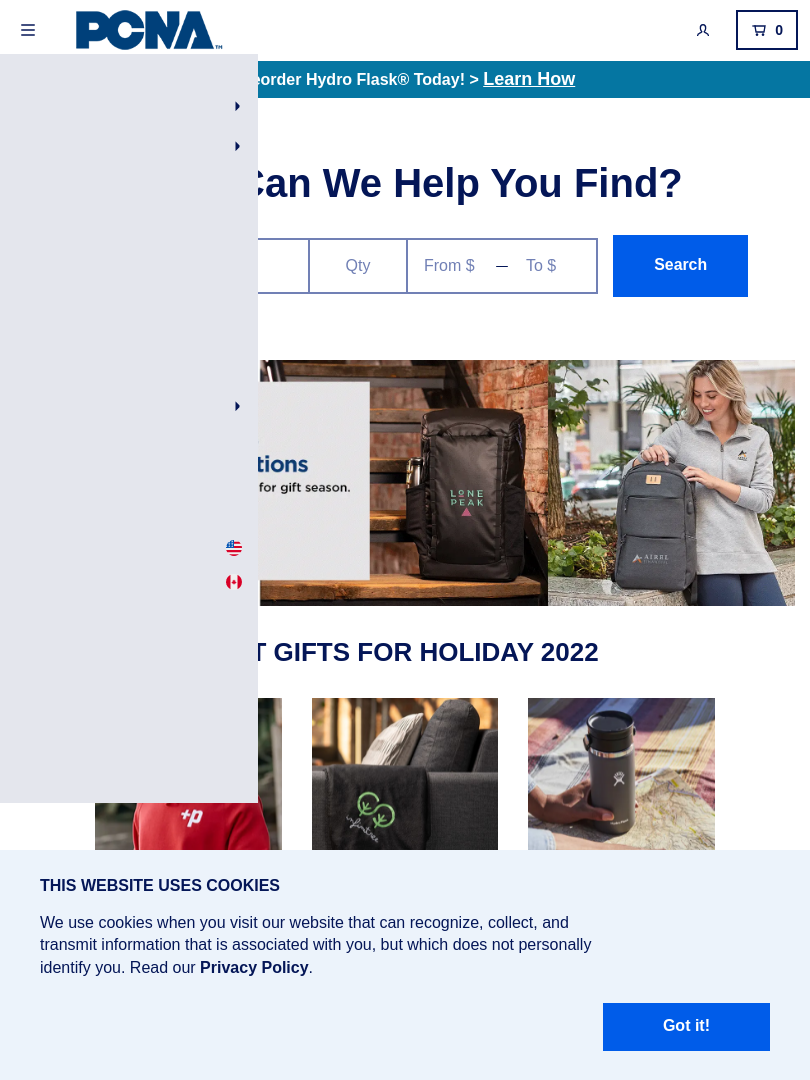 PCNA™
0
eorder Hydro Flask® Today! > Learn How
Can We Help You Find?
Qty
From $ — To $
Search
tions
for gift season.
LONE
PEAK
T GIFTS FOR HOLIDAY 2022
+p
Hydro Flask
THIS WEBSITE USES COOKIES
We use cookies when you visit our website that can recognize, collect, and
transmit information that is associated with you, but which does not personally
identify you. Read our Privacy Policy.
Got it!